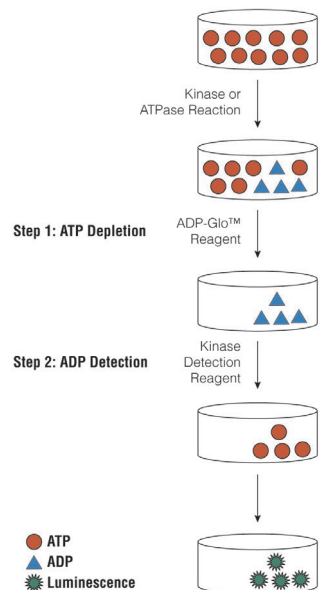 Kinase or
ATPase Reaction
Step 1: ATP Depletion
ADP-Glo™
Reagent
Step 2: ADP Detection
Kinase
Detection
Reagent
ATP
ADP
Luminescence